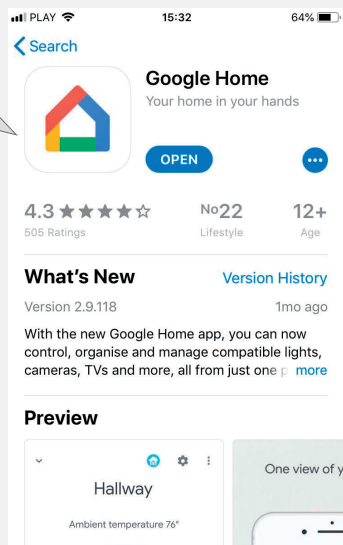 PLAY 15:32 64%
Search
Google Home
Your home in your hands
OPEN
4.3 No22 12+
505 Ratings Lifestyle Age
What's New Version History
Version 2.9.118 1mo ago
With the new Google Home app, you can now
control, organise and manage compatible lights,
cameras, TVs and more, all from just one p more
Preview
Hallway
Ambient temperature 76°
One view of y